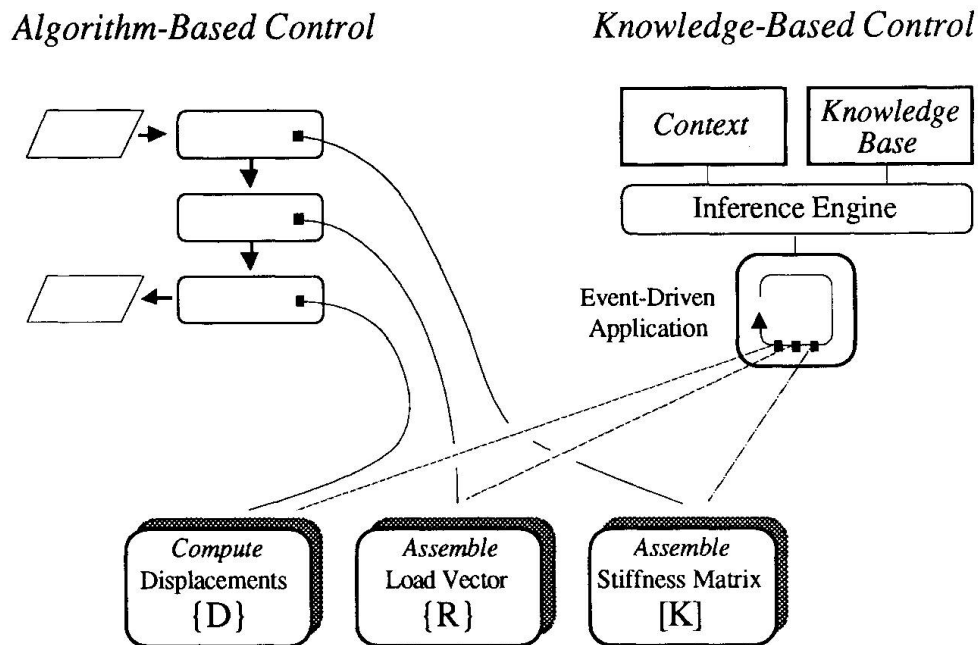 Algorithm-Based Control
Knowledge-Based Control
Context
Knowledge
Base
Inference Engine
Event-Driven
Application
Compute
Displacements
{D}
Assemble
Load Vector
{R}
Assemble
Stiffness Matrix
[K]